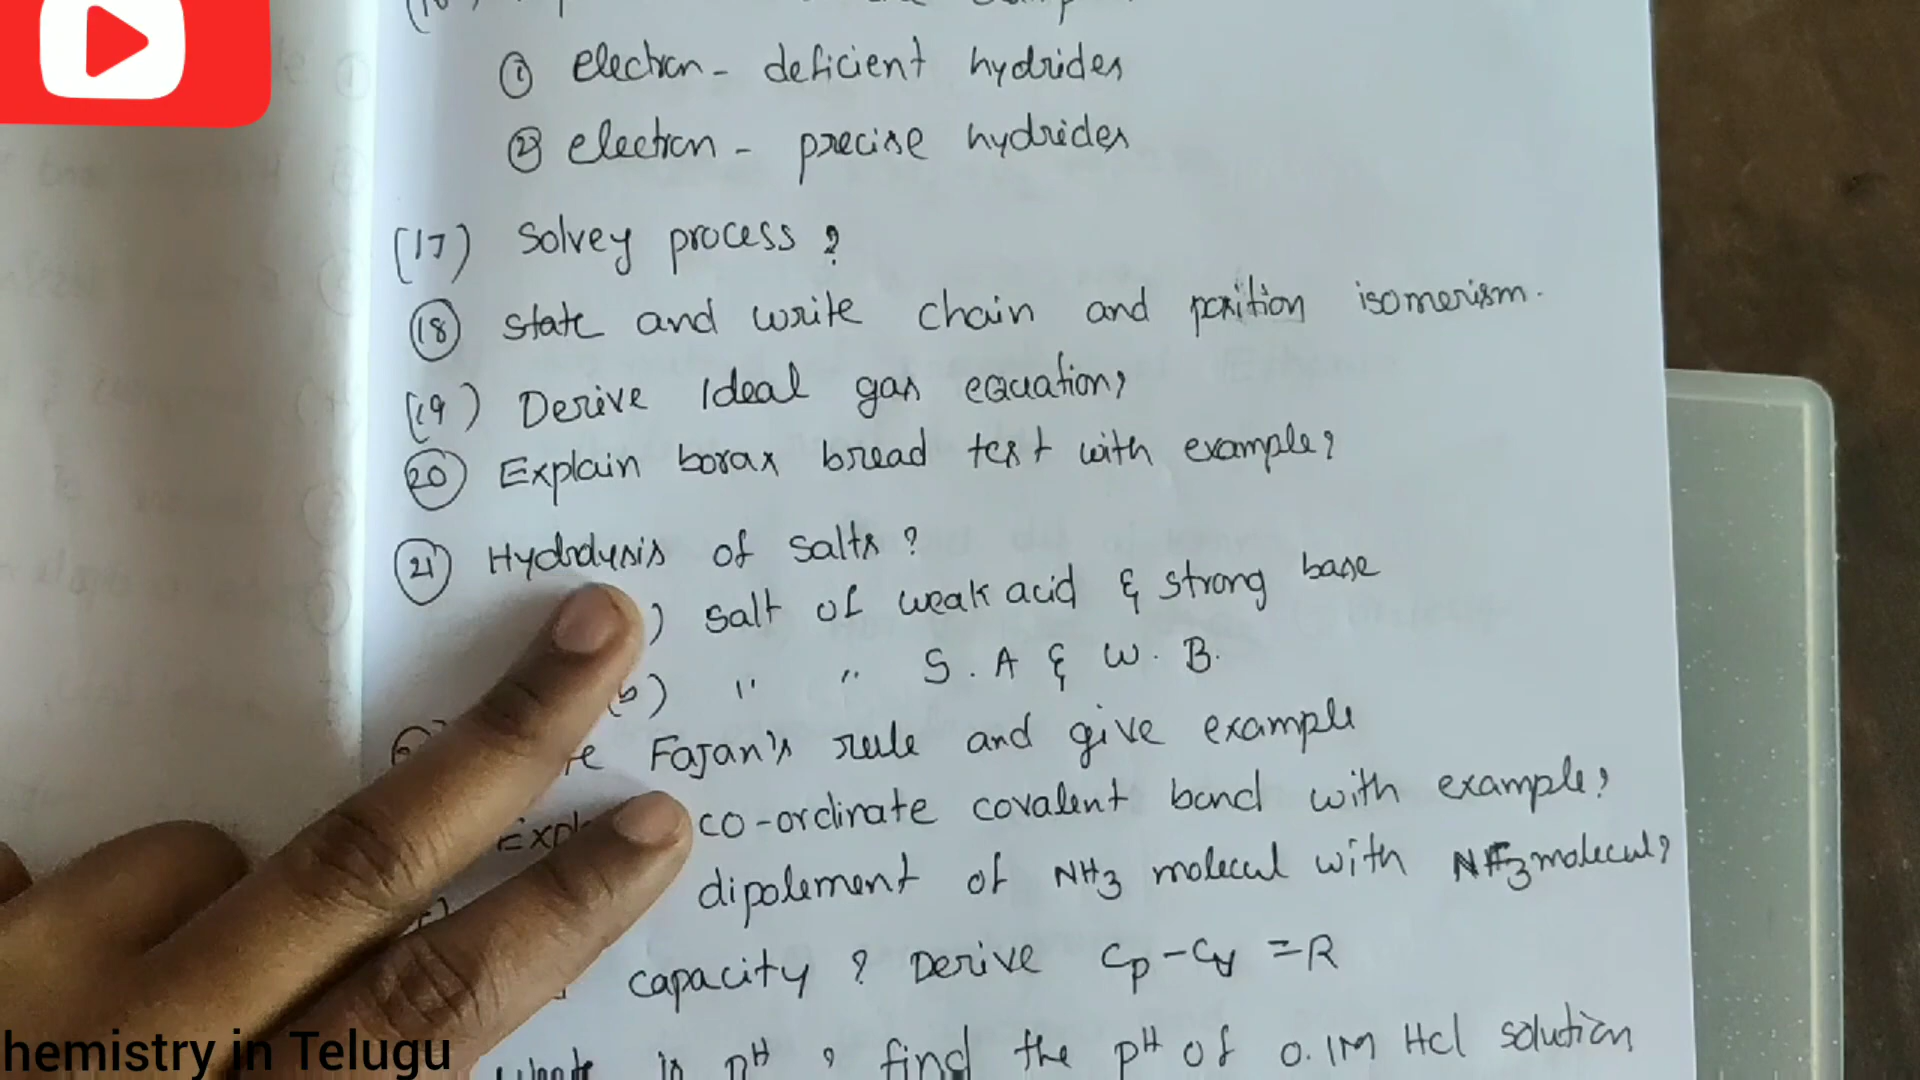 ① electron - deficient hydrides
② electron - precise hydrides
(17) Solvey process ?
⑱ state and write chain and position isomerism.
(19) Derive Ideal gas equation?
⑳ Explain borax bread test with example?
㉑ Hydrolysis of salts ?
) salt of weak acid & strong base
(b) " " S. A & W. B.
Fajan's rule and give example
co-ordinate covalent bond with example?
dipolement of NH3 molecul with NF3 molecul?
capacity ? Derive Cp-Cv =R
is pH ? find the pH of 0.1M Hcl solution
hemistry in Telugu